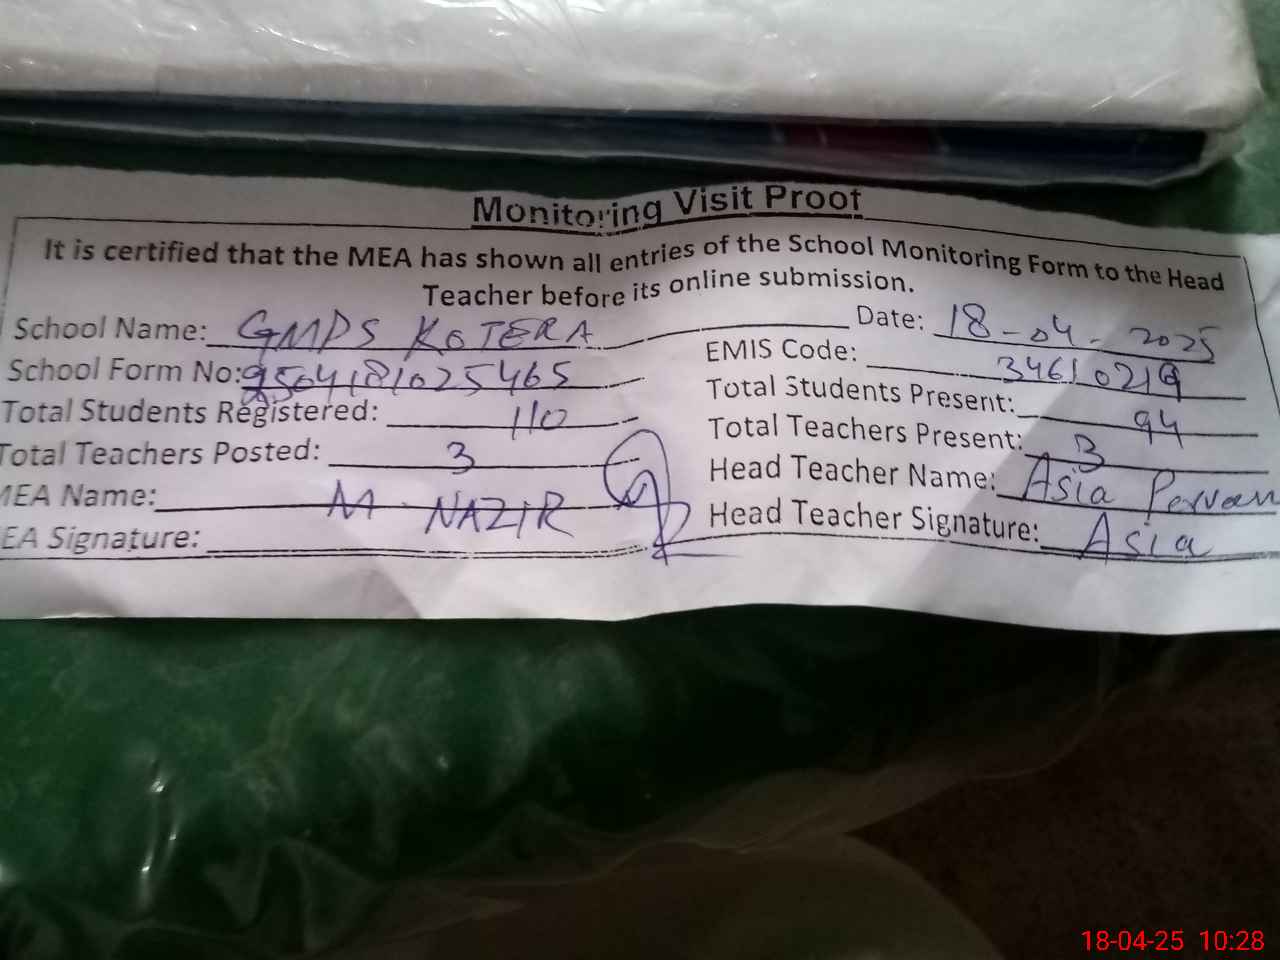 Monitoring Visit Proof
It is certified that the MEA has shown all entries of the School Monitoring Form to the Head
Teacher before its online submission.
School Name: GMPS KOTERA Date: 18-04-2025
School Form No: 9504181025465 EMIS Code: 34610219
Total Students Registered: 110 Total Students Present: 94
Total Teachers Posted: 3 Total Teachers Present: 3
MEA Name: M. NAZIR Head Teacher Name: Asia Parveen
EA Signature: Head Teacher Signature: Asia
18-04-25 10:28